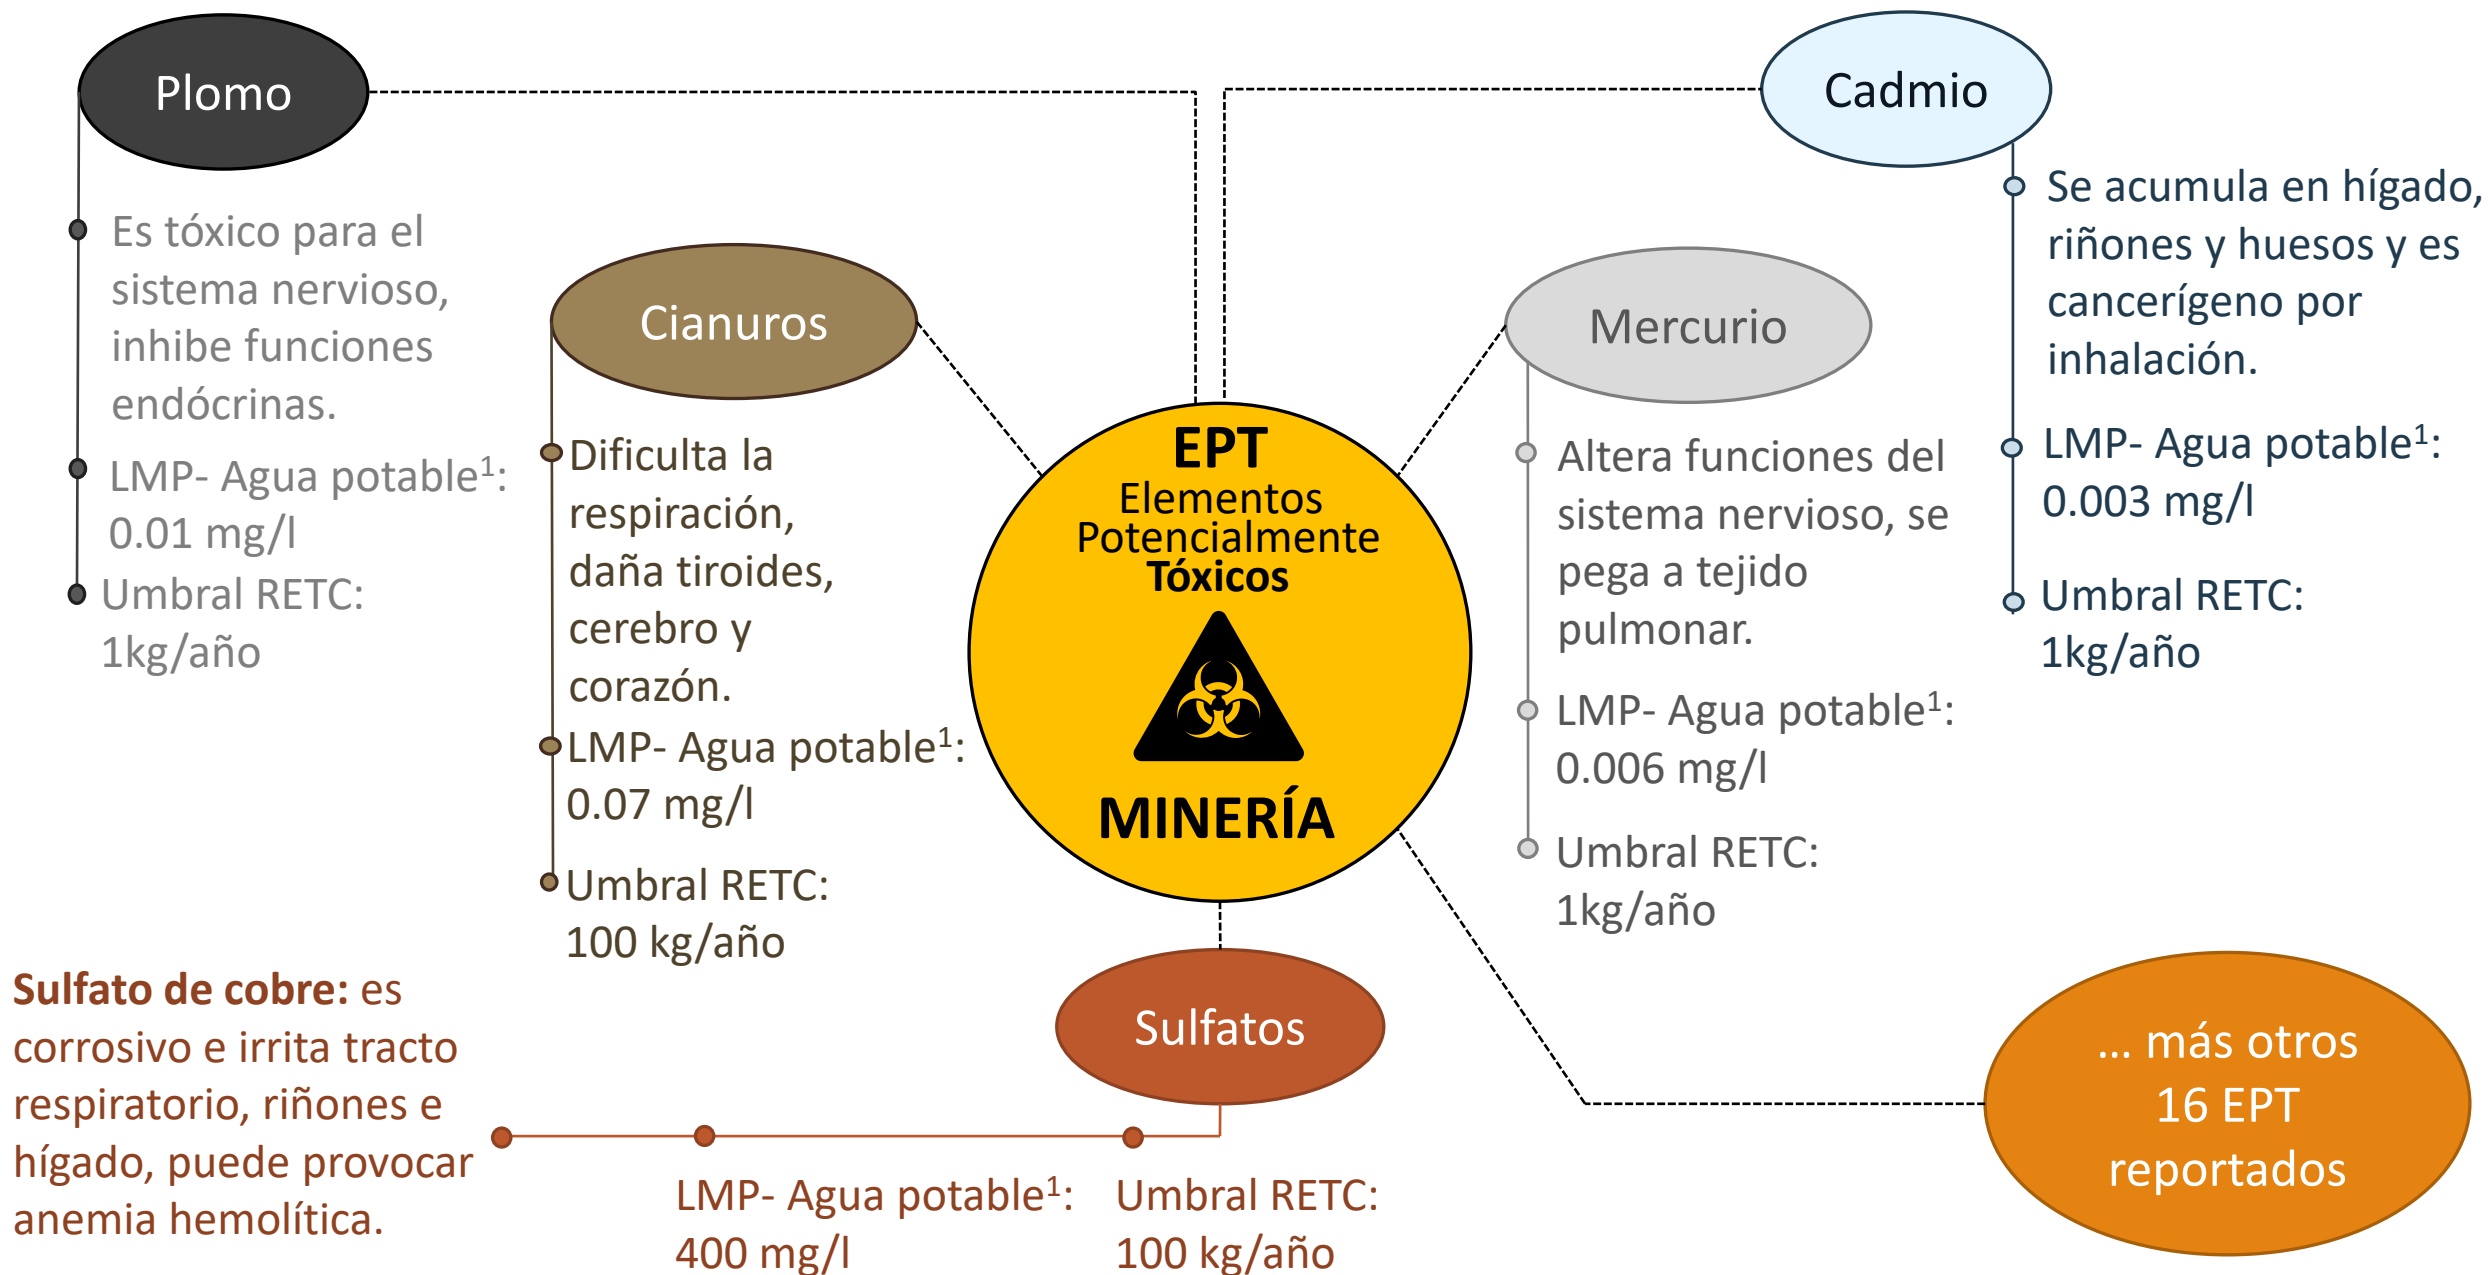 Plomo
Es tóxico para el
sistema nervioso,
inhibe funciones
endócrinas.
LMP- Agua potable¹:
0.01 mg/l
Umbral RETC:
1kg/año
Cianuros
Dificulta la
respiración,
daña tiroides,
cerebro y
corazón.
LMP- Agua potable¹:
0.07 mg/l
Umbral RETC:
100 kg/año
EPT
Elementos
Potencialmente
Tóxicos
MINERÍA
Mercurio
Altera funciones del
sistema nervioso, se
pega a tejido
pulmonar.
LMP- Agua potable¹:
0.006 mg/l
Umbral RETC:
1kg/año
Cadmio
Se acumula en hígado,
riñones y huesos y es
cancerígeno por
inhalación.
LMP- Agua potable¹:
0.003 mg/l
Umbral RETC:
1kg/año
Sulfatos
Sulfato de cobre: es
corrosivo e irrita tracto
respiratorio, riñones e
hígado, puede provocar
anemia hemolítica.
LMP- Agua potable¹:
400 mg/l
Umbral RETC:
100 kg/año
... más otros
16 EPT
reportados